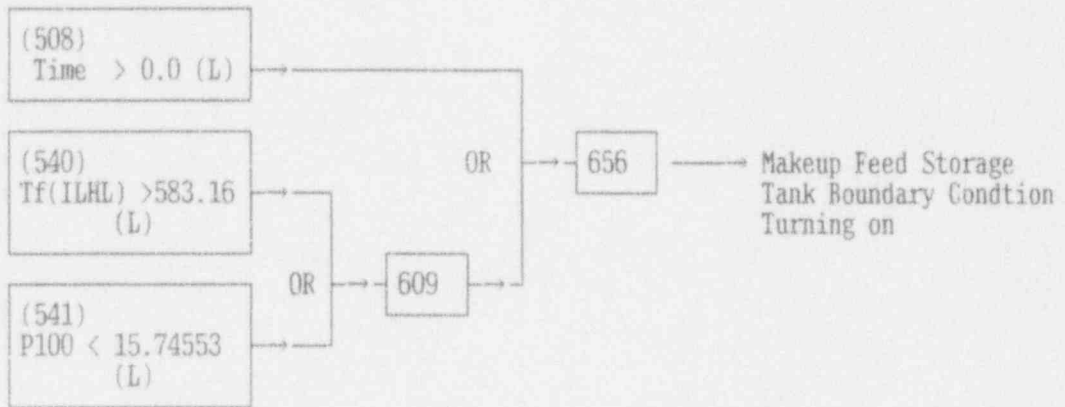 (508)
Time > 0.0 (L)
(540)
Tf(ILHL) >583.16
(L)
(541)
P100 < 15.74553
(L)
OR
609
OR
656
Makeup Feed Storage
Tank Boundary Condtion
Turning on